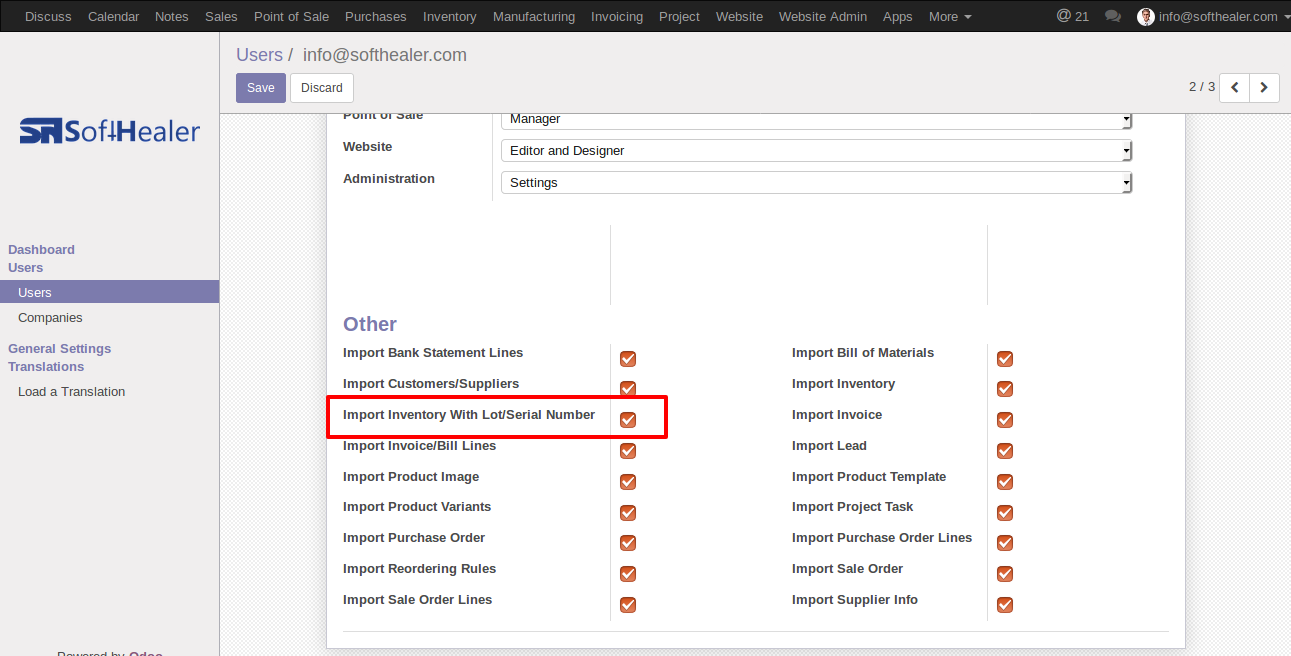 Discuss Calendar Notes Sales Point of Sale Purchases Inventory Manufacturing Invoicing Project Website Website Admin Apps More @ 21 info@softhealer.com
Users / info@softhealer.com
Save Discard 2 / 3
SoftHealer
Dashboard
Users
Users
Companies
General Settings
Translations
Load a Translation
Powered by Odoo
Point of Sale Manager
Website Editor and Designer
Administration Settings
Other
Import Bank Statement Lines Import Bill of Materials
Import Customers/Suppliers Import Inventory
Import Inventory With Lot/Serial Number Import Invoice
Import Invoice/Bill Lines Import Lead
Import Product Image Import Product Template
Import Product Variants Import Project Task
Import Purchase Order Import Purchase Order Lines
Import Reordering Rules Import Sale Order
Import Sale Order Lines Import Supplier Info